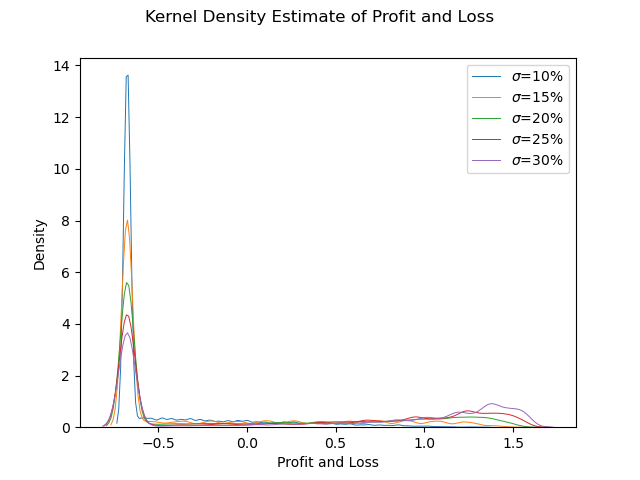 Kernel Density Estimate of Profit and Loss
14
12
10
8
6
4
2
0
Density
σ=10%
σ=15%
σ=20%
σ=25%
σ=30%
−0.5
0.0
0.5
1.0
1.5
Profit and Loss